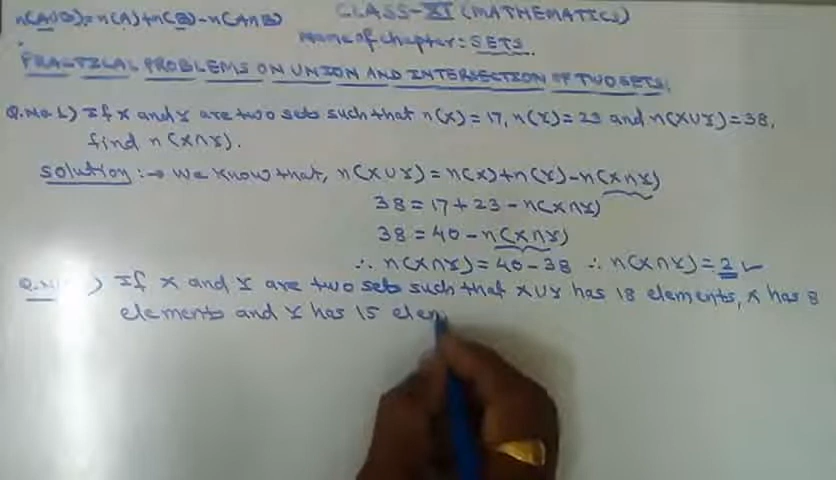 n(A∪B)=n(A)+n(B)-n(A∩B)
CLASS-XI (MATHEMATICS)
Name of chapter: SETS.
PRACTICAL PROBLEMS ON UNION AND INTERSECTION OF TWO SETS.
Q.No.1) If X and Y are two sets such that n(X)=17, n(Y)=23 and n(X∪Y)=38,
find n(X∩Y).
Solution:→ We know that, n(X∪Y)=n(X)+n(Y)-n(X∩Y)
38=17+23-n(X∩Y)
38=40-n(X∩Y)
∴ n(X∩Y)=40-38 ∴ n(X∩Y)=2
) If X and Y are two sets such that X∪Y has 18 elements, X has 8
elements and Y has 15 elem